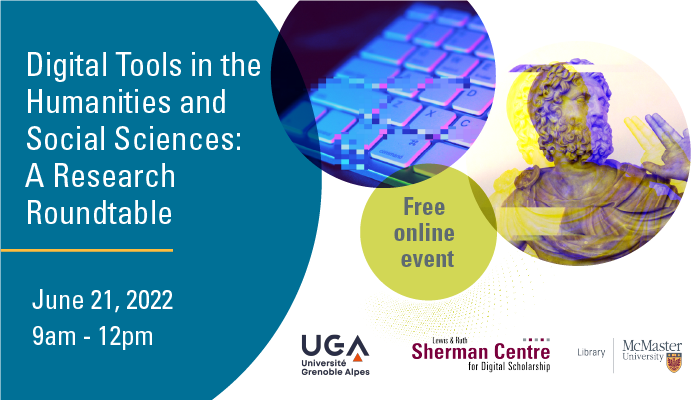 Digital Tools in the
Humanities and
Social Sciences:
A Research
Roundtable
June 21, 2022
9am - 12pm
Free
online
event
UGA
Université
Grenoble Alpes
Lewis & Ruth
Sherman Centre
for Digital Scholarship
Library
McMaster
University